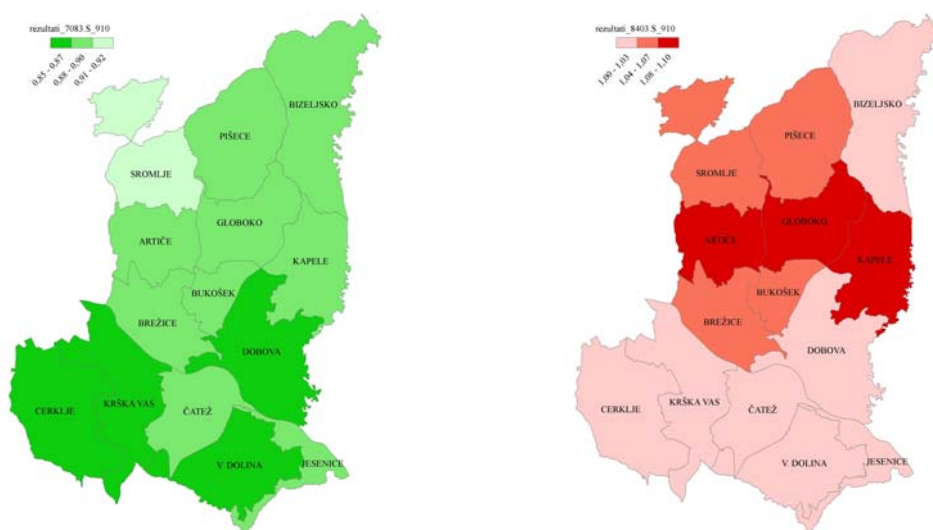 rezultati_7083.S_910
0,85 - 0,87
0,88 - 0,90
0,91 - 0,92
BIZELJSKO
PIŠECE
SROMLJE
GLOBOKO
ARTIČE
KAPELE
BUKOŠEK
BREŽICE
DOBOVA
CERKLJE
KRŠKA VAS
ČATEŽ
V. DOLINA
JESENICE
rezultati_8403.S_910
1,00 - 1,03
1,04 - 1,07
1,08 - 1,10
BIZELJSKO
PIŠECE
SROMLJE
GLOBOKO
ARTIČE
KAPELE
BUKOŠEK
BREŽICE
DOBOVA
CERKLJE
KRŠKA VAS
ČATEŽ
V. DOLINA
JESENICE